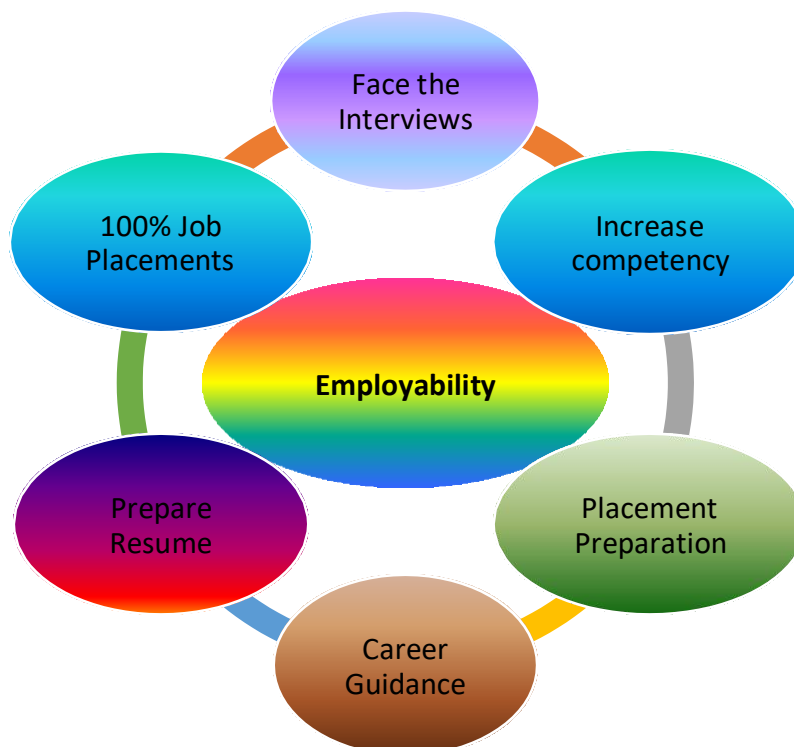 Face the
Interviews
100% Job
Placements
Increase
competency
Employability
Prepare
Resume
Placement
Preparation
Career
Guidance